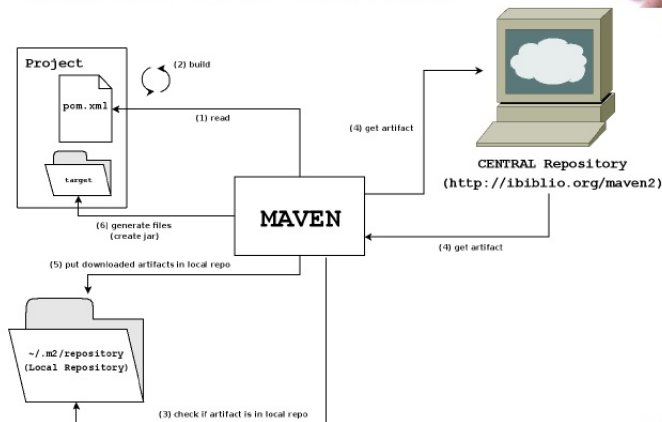 Project
pom.xml
target
(2) build
(1) read
(4) get artifact
CENTRAL Repository
(http://ibiblio.org/maven2)
MAVEN
(6) generate files
(create jar)
(4) get artifact
(5) put downloaded artifacts in local repo
~/.m2/repository
(Local Repository)
(3) check if artifact is in local repo